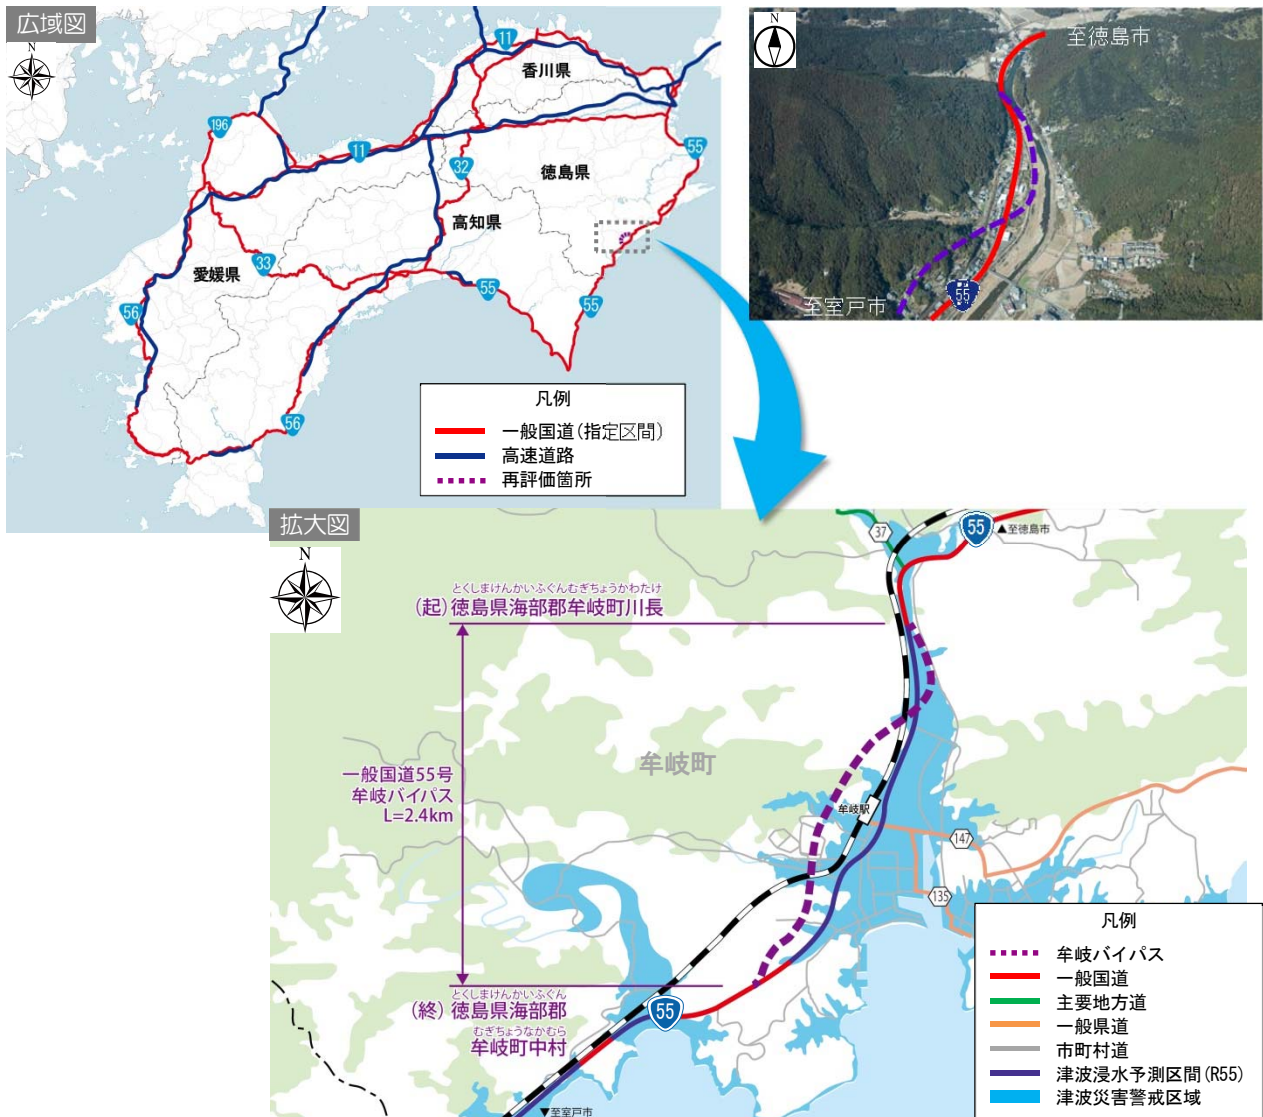 広域図
N
11
香川県
196
11
32
55
徳島県
高知県
愛媛県
33
55
55
56
56
凡例
一般国道(指定区間)
高速道路
再評価箇所
N
至徳島市
至室戸市
55
拡大図
N
37
55
▲至徳島市
とくしまけんかいふぐんむぎちょうかわたけ
(起)徳島県海部郡牟岐町川長
一般国道55号
牟岐バイパス
L=2.4km
牟岐町
牟岐駅
147
135
とくしまけんかいふぐん
(終)徳島県海部郡
むぎちょうなかむら
牟岐町中村
55
▼至室戸市
凡例
牟岐バイパス
一般国道
主要地方道
一般県道
市町村道
津波浸水予測区間(R55)
津波災害警戒区域